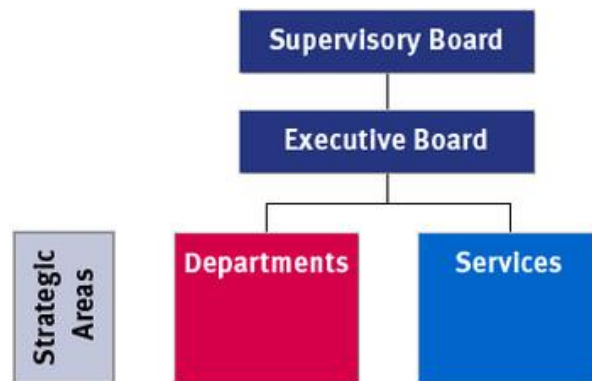 Supervisory Board
Executive Board
Strategic
Areas
Departments
Services